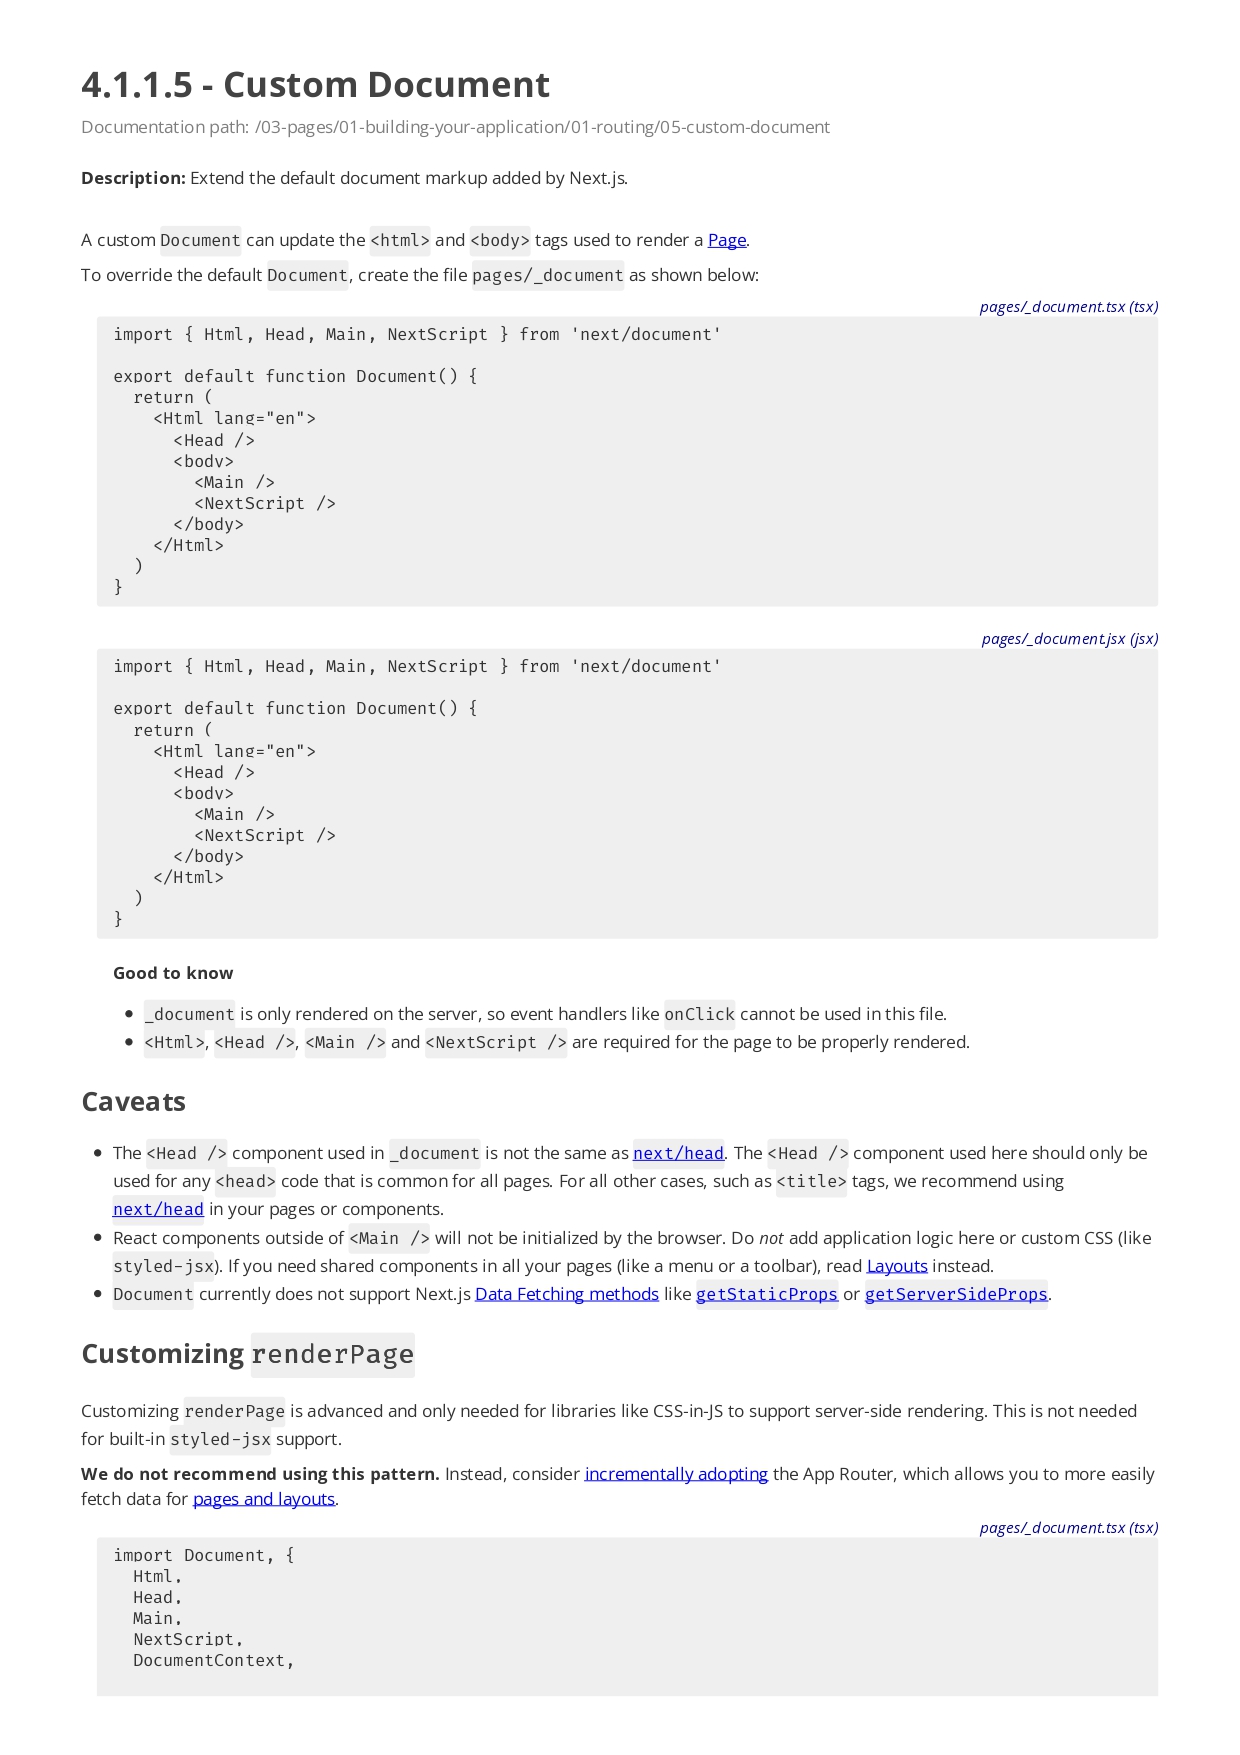 4.1.1.5 - Custom Document
Documentation path: /03-pages/01-building-your-application/01-routing/05-custom-document
Description: Extend the default document markup added by Next.js.
A custom Document can update the <html> and <body> tags used to render a Page.
To override the default Document, create the file pages/_document as shown below:
pages/_document.tsx (tsx)
import { Html, Head, Main, NextScript } from 'next/document'
export default function Document() {
  return (
    <Html lang="en">
      <Head />
      <body>
        <Main />
        <NextScript />
      </body>
    </Html>
  )
}
pages/_document.jsx (jsx)
import { Html, Head, Main, NextScript } from 'next/document'
export default function Document() {
  return (
    <Html lang="en">
      <Head />
      <body>
        <Main />
        <NextScript />
      </body>
    </Html>
  )
}
Good to know
• _document is only rendered on the server, so event handlers like onClick cannot be used in this file.
• <Html>, <Head />, <Main /> and <NextScript /> are required for the page to be properly rendered.
Caveats
• The <Head /> component used in _document is not the same as next/head. The <Head /> component used here should only be
used for any <head> code that is common for all pages. For all other cases, such as <title> tags, we recommend using
next/head in your pages or components.
• React components outside of <Main /> will not be initialized by the browser. Do not add application logic here or custom CSS (like
styled-jsx). If you need shared components in all your pages (like a menu or a toolbar), read Layouts instead.
• Document currently does not support Next.js Data Fetching methods like getStaticProps or getServerSideProps.
Customizing renderPage
Customizing renderPage is advanced and only needed for libraries like CSS-in-JS to support server-side rendering. This is not needed
for built-in styled-jsx support.
We do not recommend using this pattern. Instead, consider incrementally adopting the App Router, which allows you to more easily
fetch data for pages and layouts.
pages/_document.tsx (tsx)
import Document, {
  Html,
  Head,
  Main,
  NextScript,
  DocumentContext,